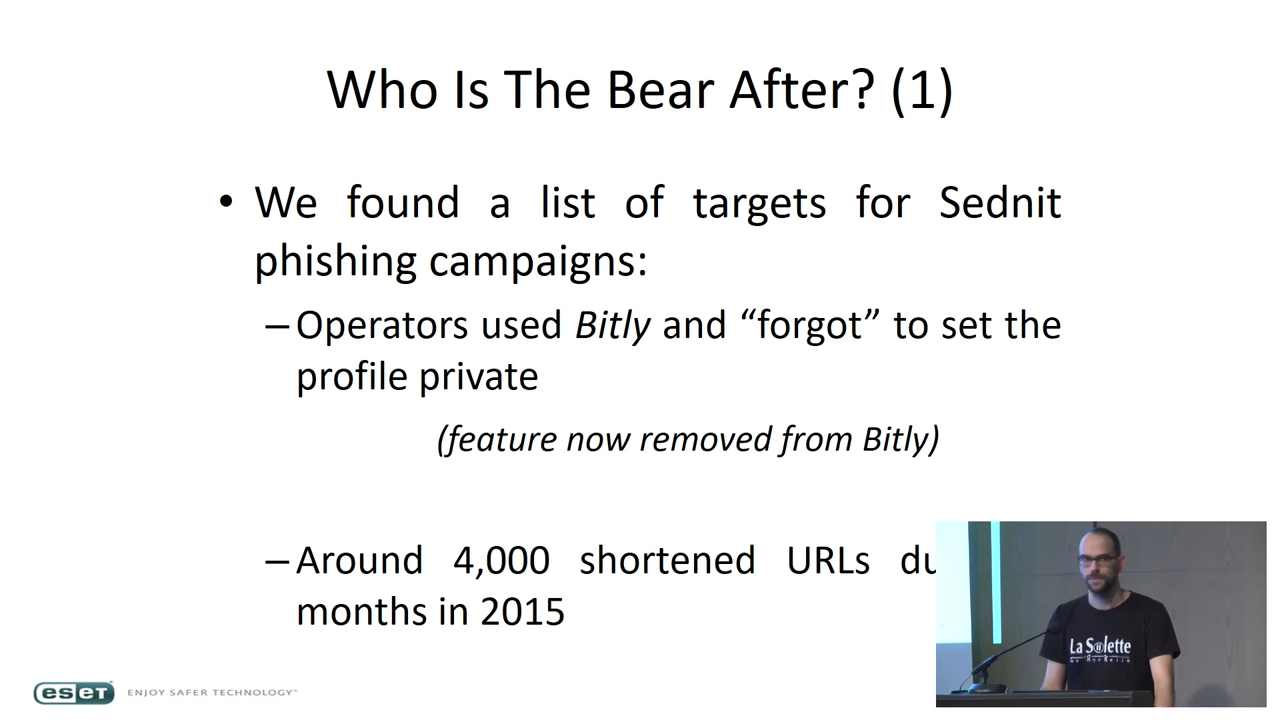 Who Is The Bear After? (1)
• We found a list of targets for Sednit
phishing campaigns:
– Operators used Bitly and “forgot” to set the
profile private
(feature now removed from Bitly)
– Around 4,000 shortened URLs
months in 2015
La S@lette
eset ENJOY SAFER TECHNOLOGY™